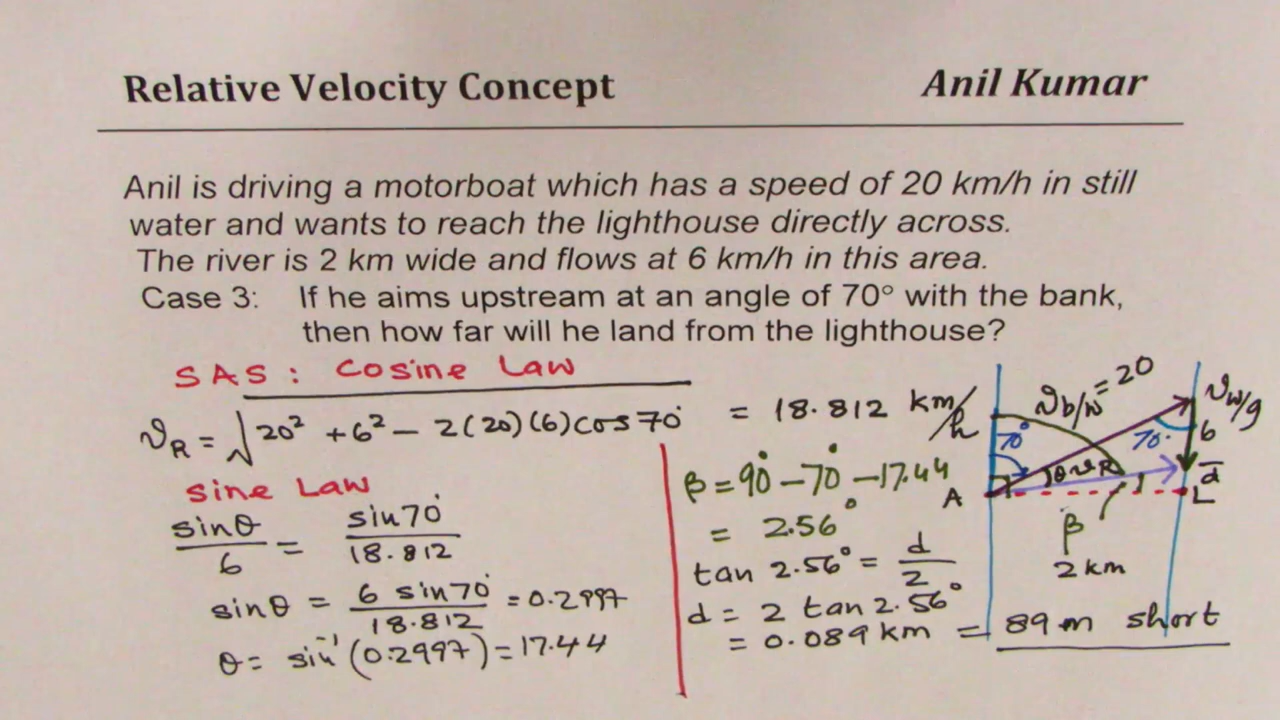 Relative Velocity Concept Anil Kumar
Anil is driving a motorboat which has a speed of 20 km/h in still
water and wants to reach the lighthouse directly across.
The river is 2 km wide and flows at 6 km/h in this area.
Case 3: If he aims upstream at an angle of 70° with the bank,
then how far will he land from the lighthouse?
SAS: Cosine Law
v_R = √20² + 6² − 2(20)(6)cos70° = 18.812 km/h
Sine Law
sinθ/6 = sin70°/18.812
sinθ = 6 sin70°/18.812 = 0.2997
θ = sin⁻¹(0.2997) = 17.44
β = 90° − 70° − 17.44
= 2.56°
tan 2.56° = d/2
d = 2 tan 2.56°
= 0.089 km = 89m short
v_b/w = 20
v_w/g
70°
70°
6
θ
v_R
d
A
L
β
2 km